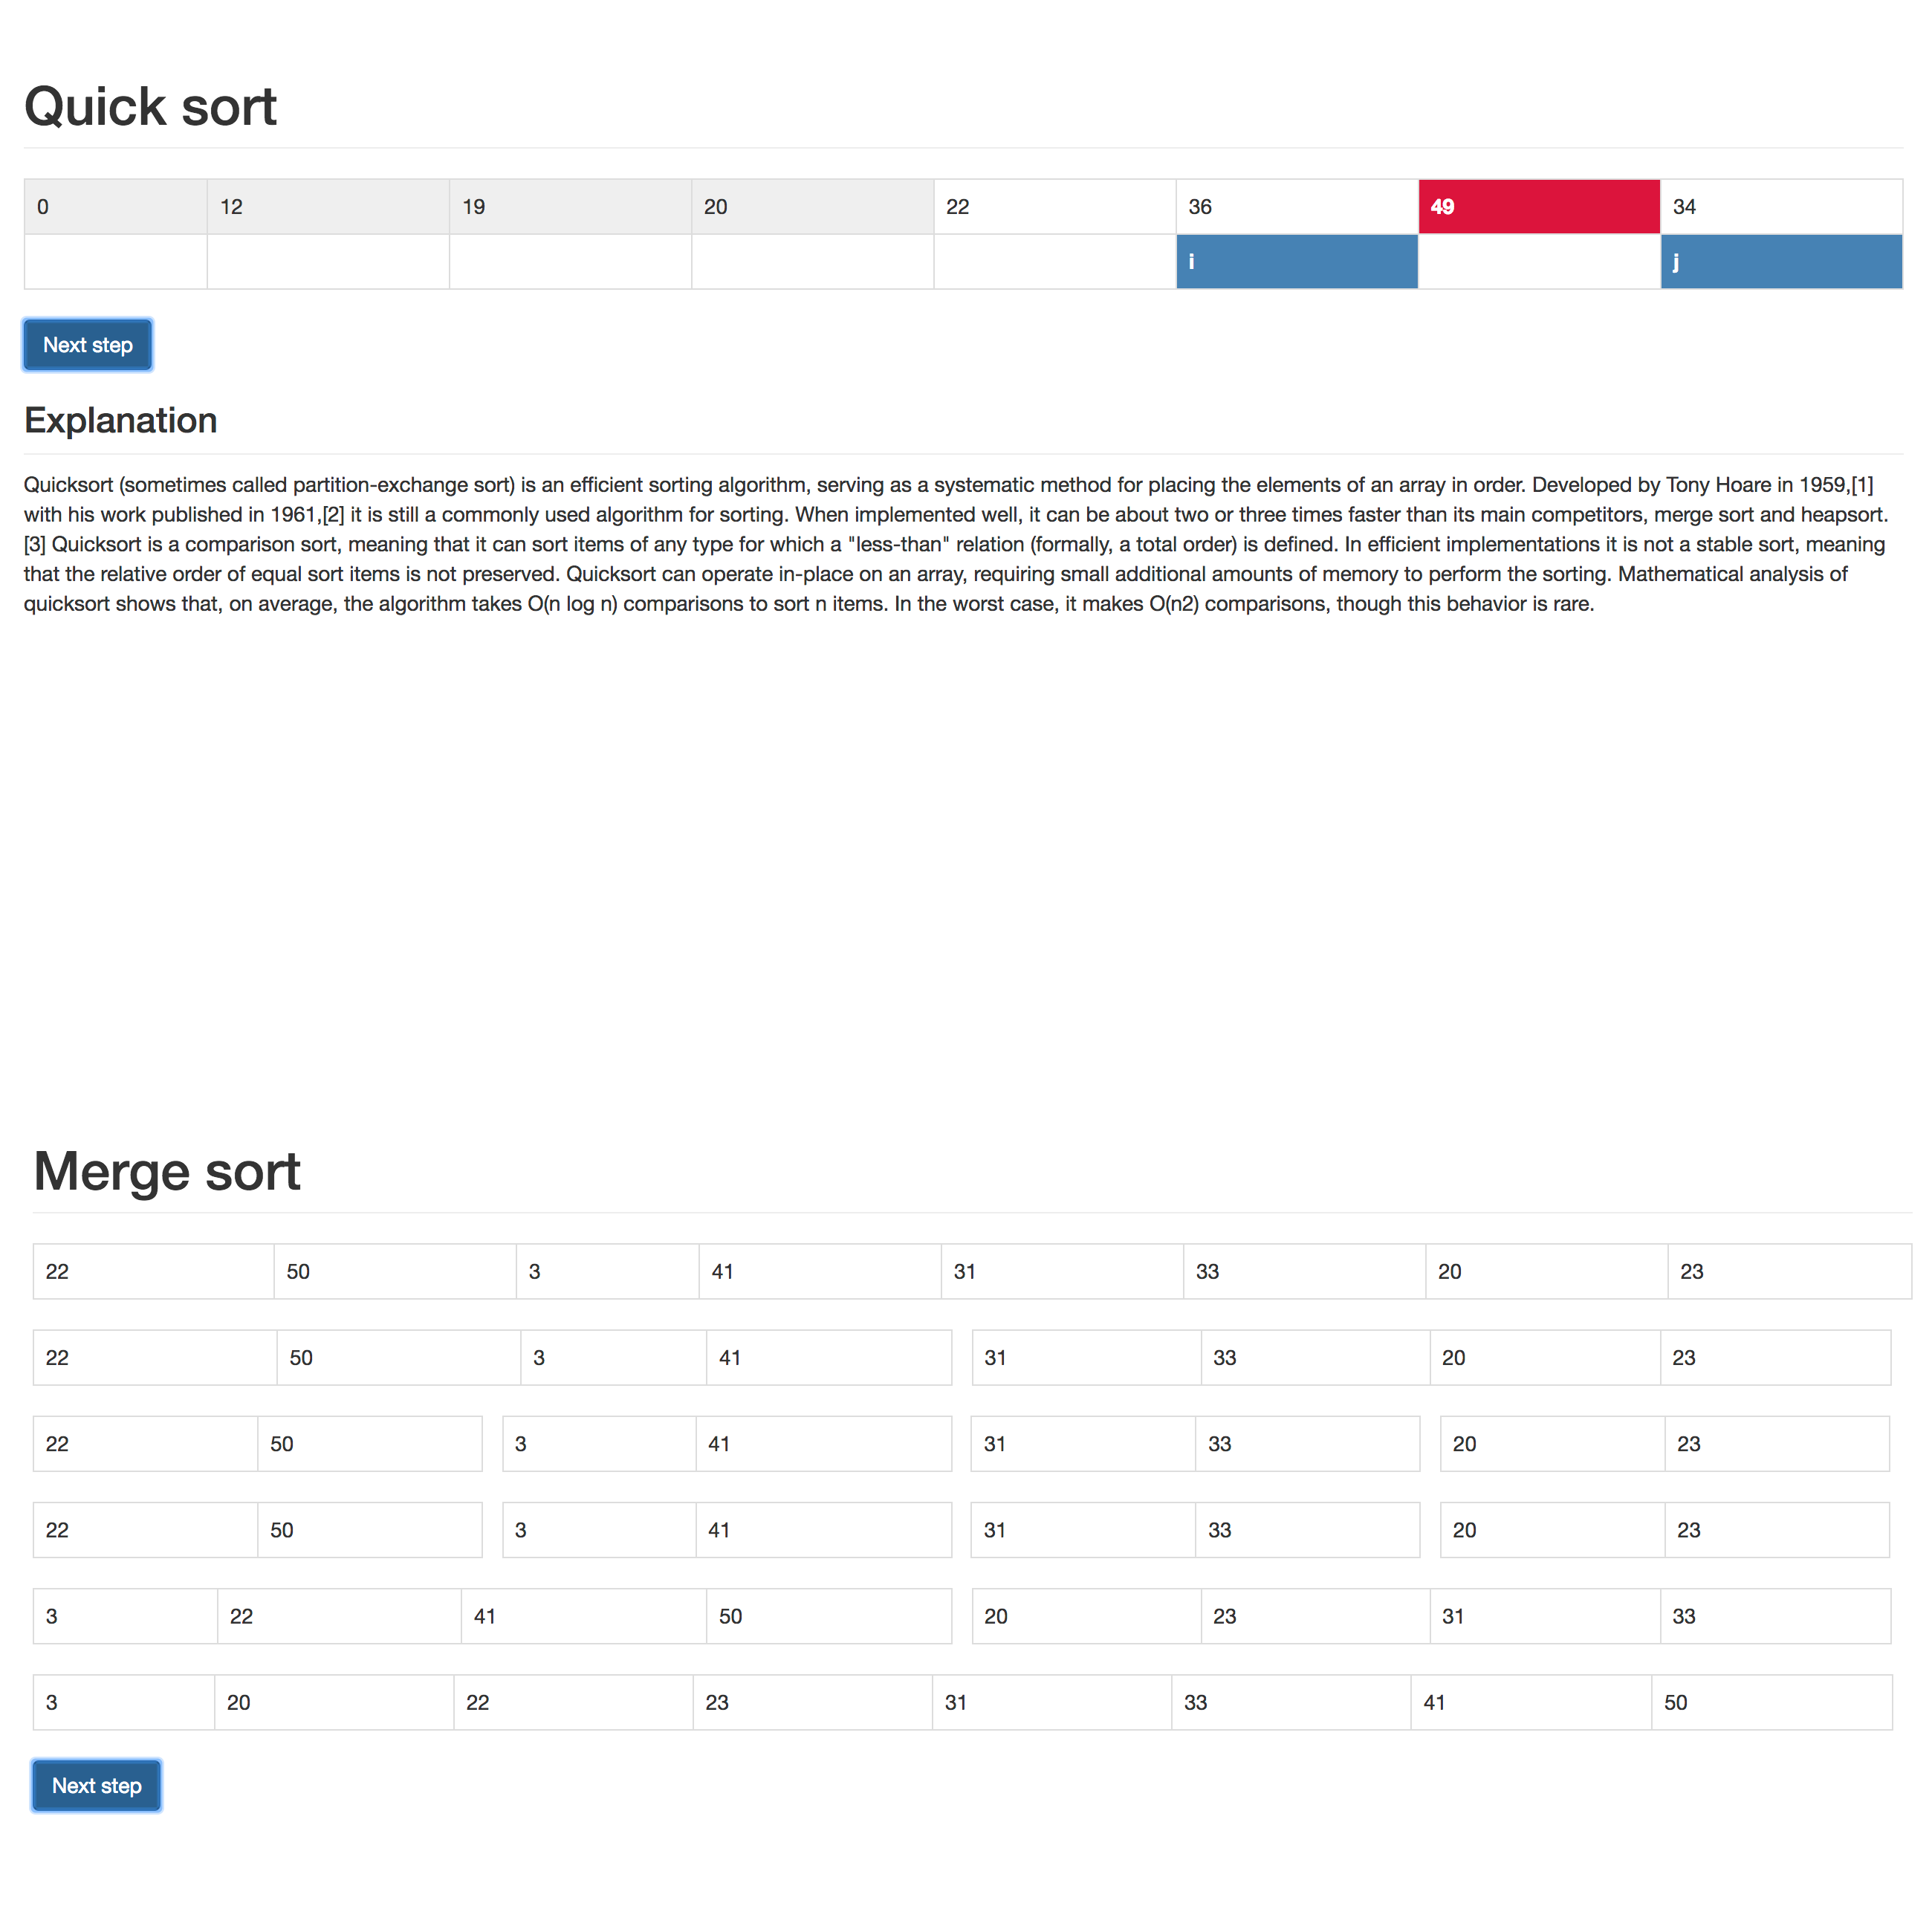 Quick sort
0 12 19 20 22 36 49 34
i j
Next step
Explanation
Quicksort (sometimes called partition-exchange sort) is an efficient sorting algorithm, serving as a systematic method for placing the elements of an array in order. Developed by Tony Hoare in 1959,[1]
with his work published in 1961,[2] it is still a commonly used algorithm for sorting. When implemented well, it can be about two or three times faster than its main competitors, merge sort and heapsort.
[3] Quicksort is a comparison sort, meaning that it can sort items of any type for which a "less-than" relation (formally, a total order) is defined. In efficient implementations it is not a stable sort, meaning
that the relative order of equal sort items is not preserved. Quicksort can operate in-place on an array, requiring small additional amounts of memory to perform the sorting. Mathematical analysis of
quicksort shows that, on average, the algorithm takes O(n log n) comparisons to sort n items. In the worst case, it makes O(n2) comparisons, though this behavior is rare.
Merge sort
22 50 3 41 31 33 20 23
22 50 3 41 31 33 20 23
22 50 3 41 31 33 20 23
22 50 3 41 31 33 20 23
3 22 41 50 20 23 31 33
3 20 22 23 31 33 41 50
Next step